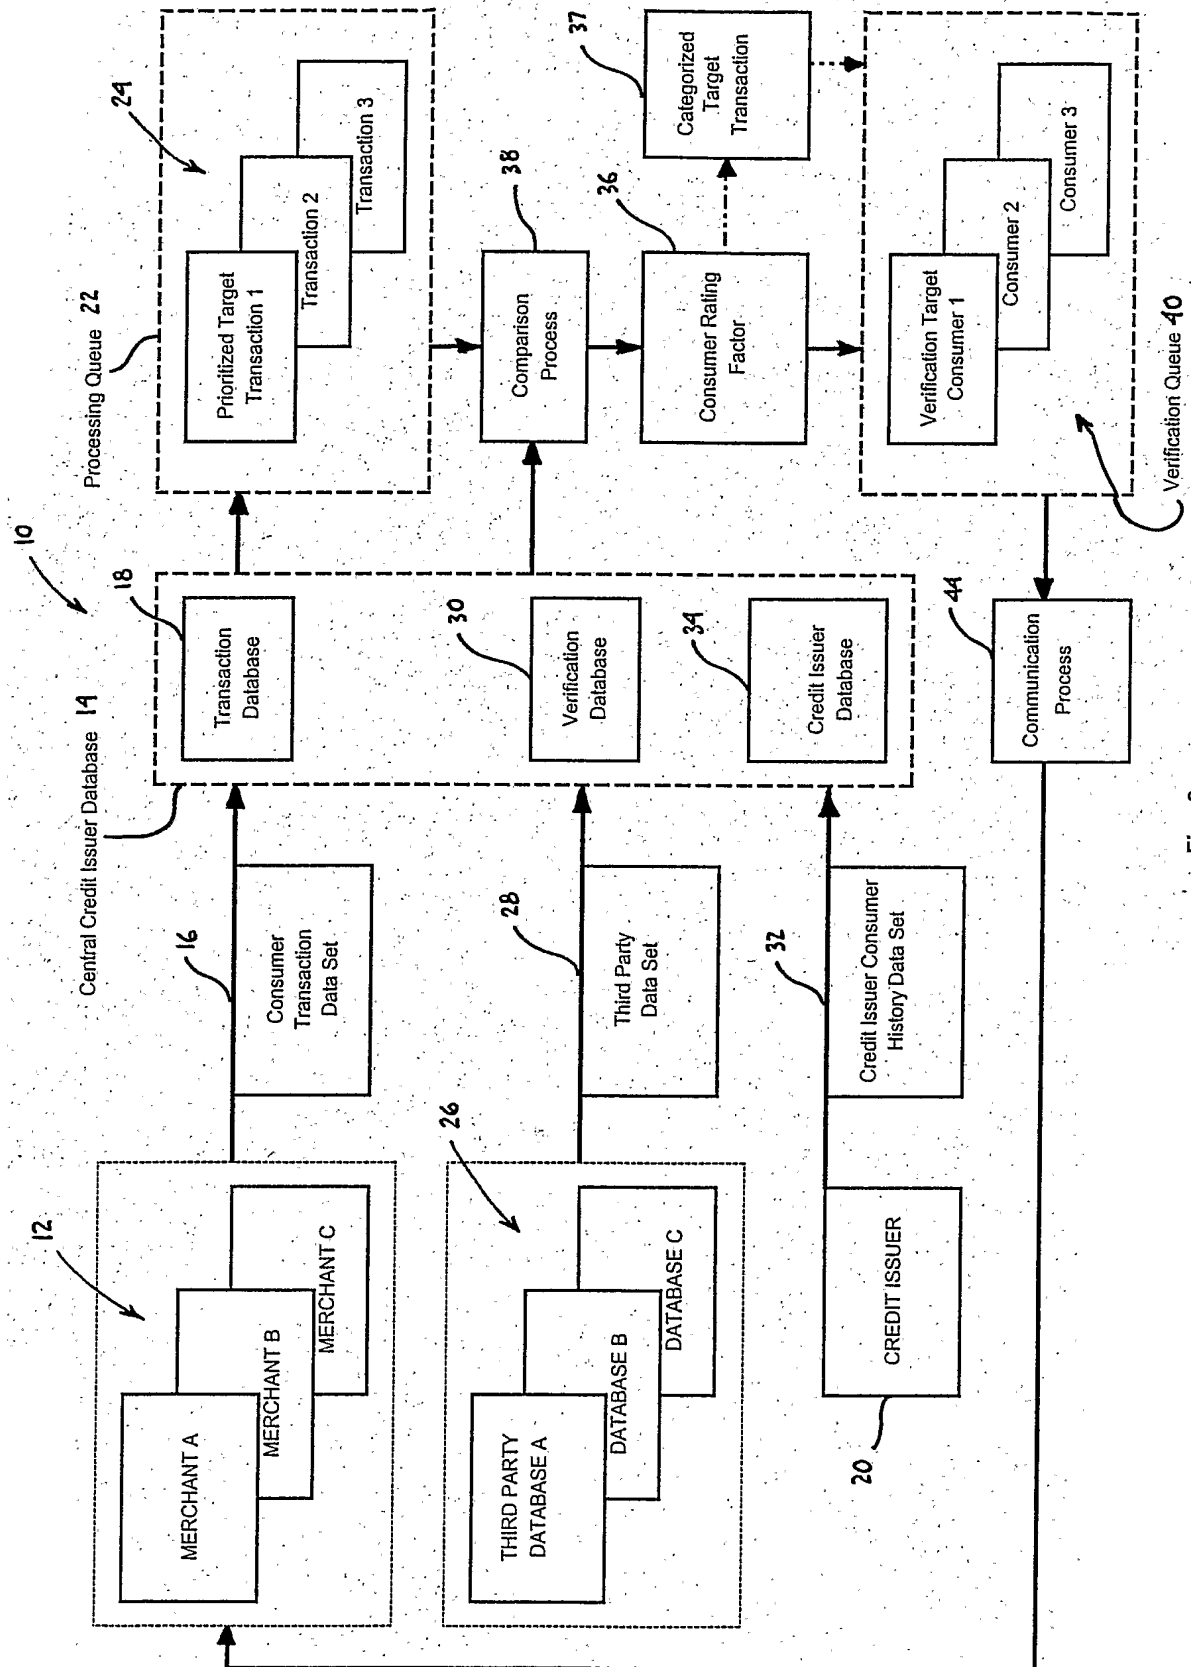 10
12
MERCHANT A
MERCHANT B
MERCHANT C
16
Consumer
Transaction
Data Set
Central Credit Issuer Database 14
18
Transaction
Database
Processing Queue 22
24
Prioritized Target
Transaction 1
Transaction 2
Transaction 3
26
THIRD PARTY
DATABASE A
DATABASE B
DATABASE C
28
Third Party
Data Set
30
Verification
Database
38
Comparison
Process
36
Consumer Rating
Factor
37
Categorized
Target
Transaction
20
CREDIT ISSUER
32
Credit Issuer Consumer
History Data Set
34
Credit Issuer
Database
44
Communication
Process
Verification Target
Consumer 1
Consumer 2
Consumer 3
Verification Queue 40